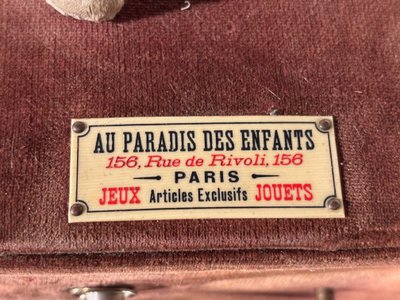 AU PARADIS DES ENFANTS
156, Rue de Rivoli, 156
PARIS
JEUX Articles Exclusifs JOUETS